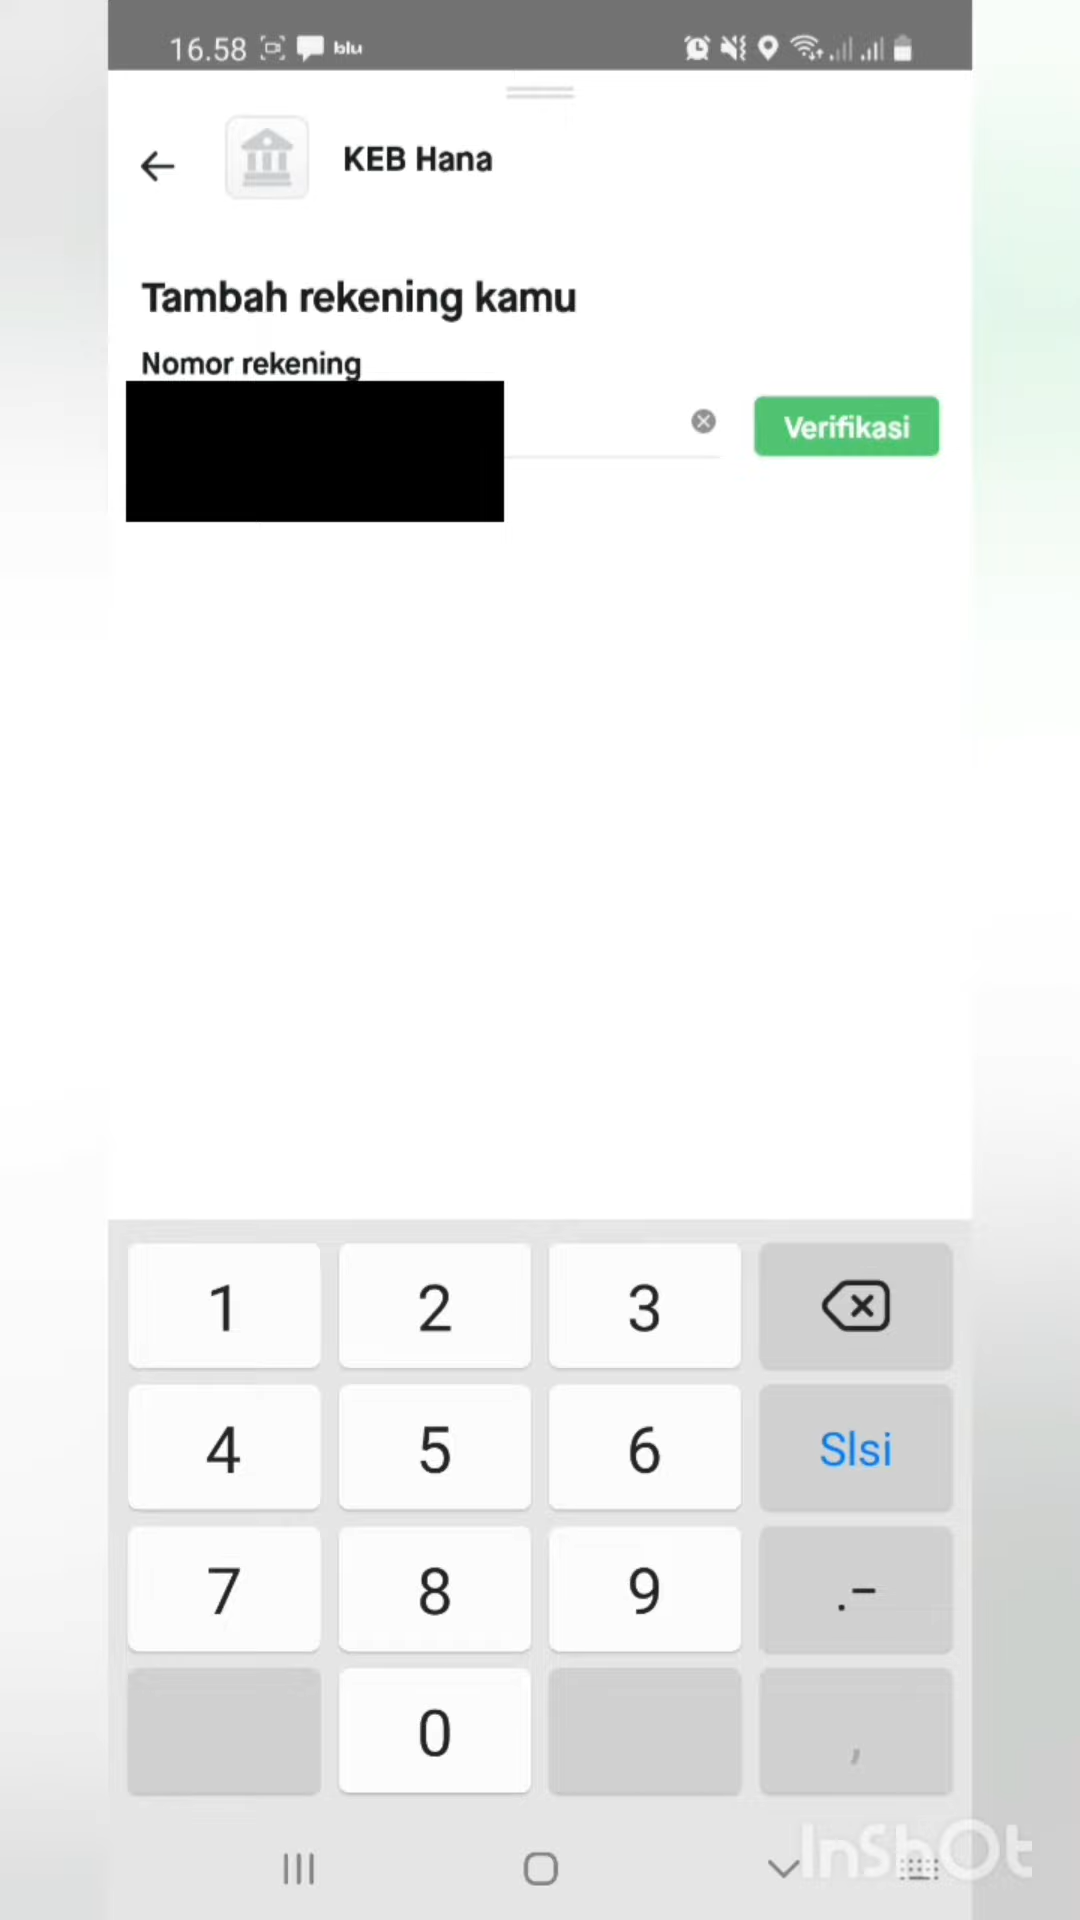 16.58 blu
KEB Hana
Tambah rekening kamu
Nomor rekening
Verifikasi
1 2 3
4 5 6 Slsi
7 8 9 .-
0 ,
InShOt